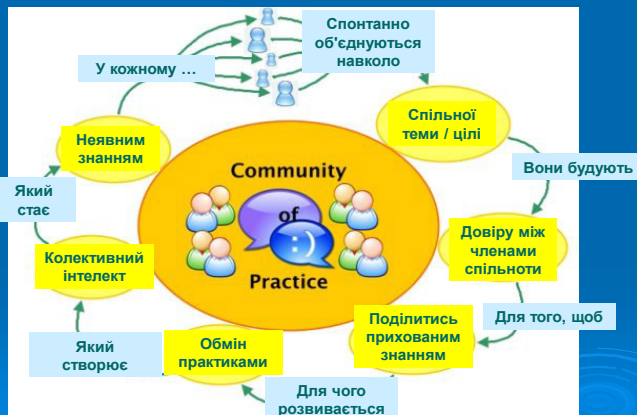 Спонтанно
об'єднуються
навколо
Спільної
теми / цілі
Вони будують
Довіру між
членами
спільноти
Для того, щоб
Поділитись
прихованим
знанням
Для чого
розвивається
Обмін
практиками
Який
створює
Колективний
інтелект
Який
стає
Неявним
знанням
У кожному ...
Community
of
:)
Practice